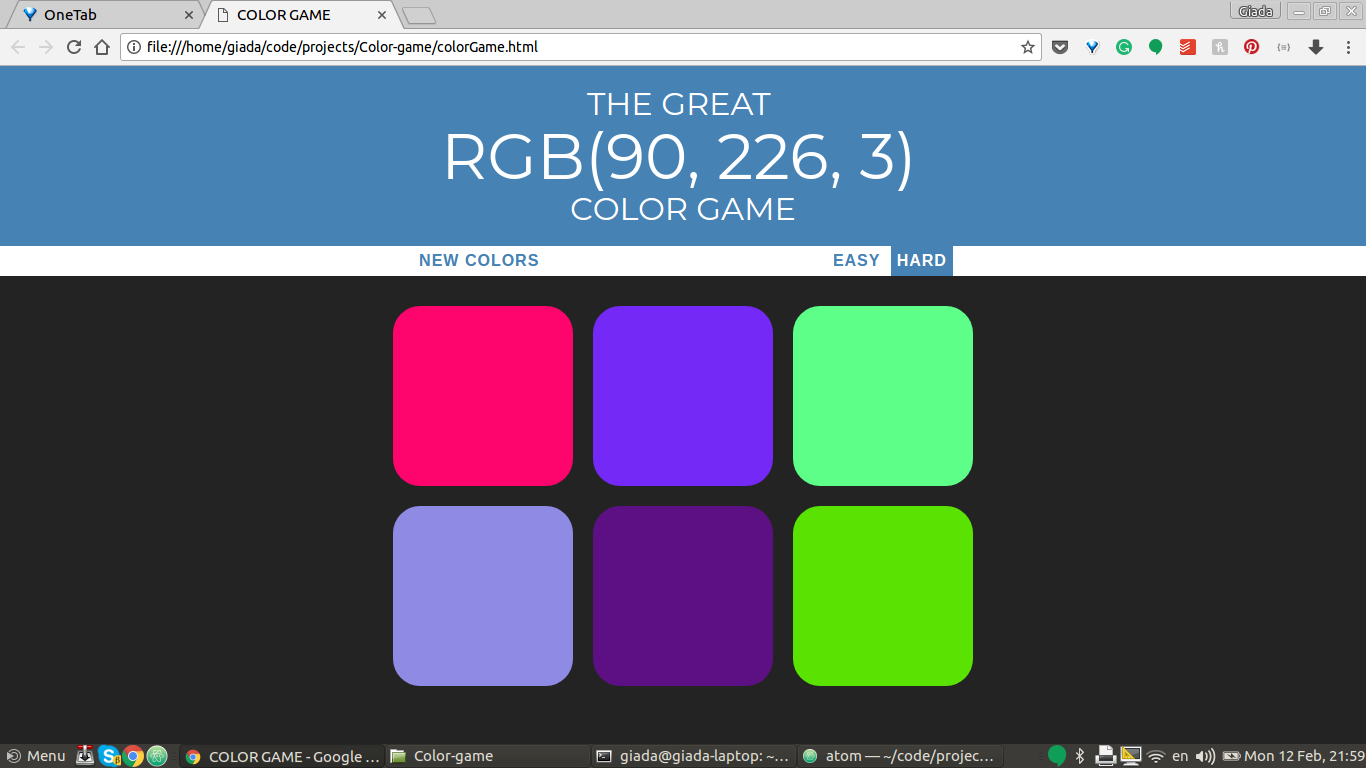 OneTab
COLOR GAME
Giada
file:///home/giada/code/projects/Color-game/colorGame.html
THE GREAT
RGB(90, 226, 3)
COLOR GAME
NEW COLORS EASY HARD
Menu COLOR GAME - Google ... Color-game giada@giada-laptop: ~... atom — ~/code/projec... en Mon 12 Feb, 21:59